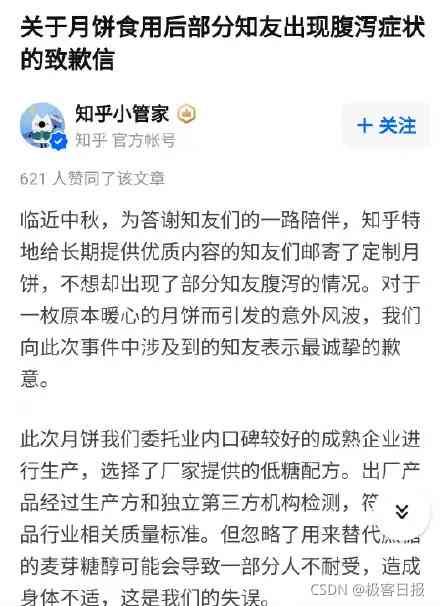 关于月饼食用后部分知友出现腹泻症状
的致歉信
知乎小管家
知乎 官方帐号
+ 关注
621 人赞同了该文章
临近中秋，为答谢知友们的一路陪伴，知乎特
地给长期提供优质内容的知友们邮寄了定制月
饼，不想却出现了部分知友腹泻的情况。对于
一枚原本暖心的月饼而引发的意外风波，我们
向此次事件中涉及到的知友表示最诚挚的歉
意。
此次月饼我们委托业内口碑较好的成熟企业进
行生产，选择了厂家提供的低糖配方。出厂产
品经过生产方和独立第三方机构检测，符
品行业相关质量标准。但忽略了用来替代
的麦芽糖醇可能会导致一部分人不耐受，造成
身体不适，这是我们的失误。
CSDN @极客日报